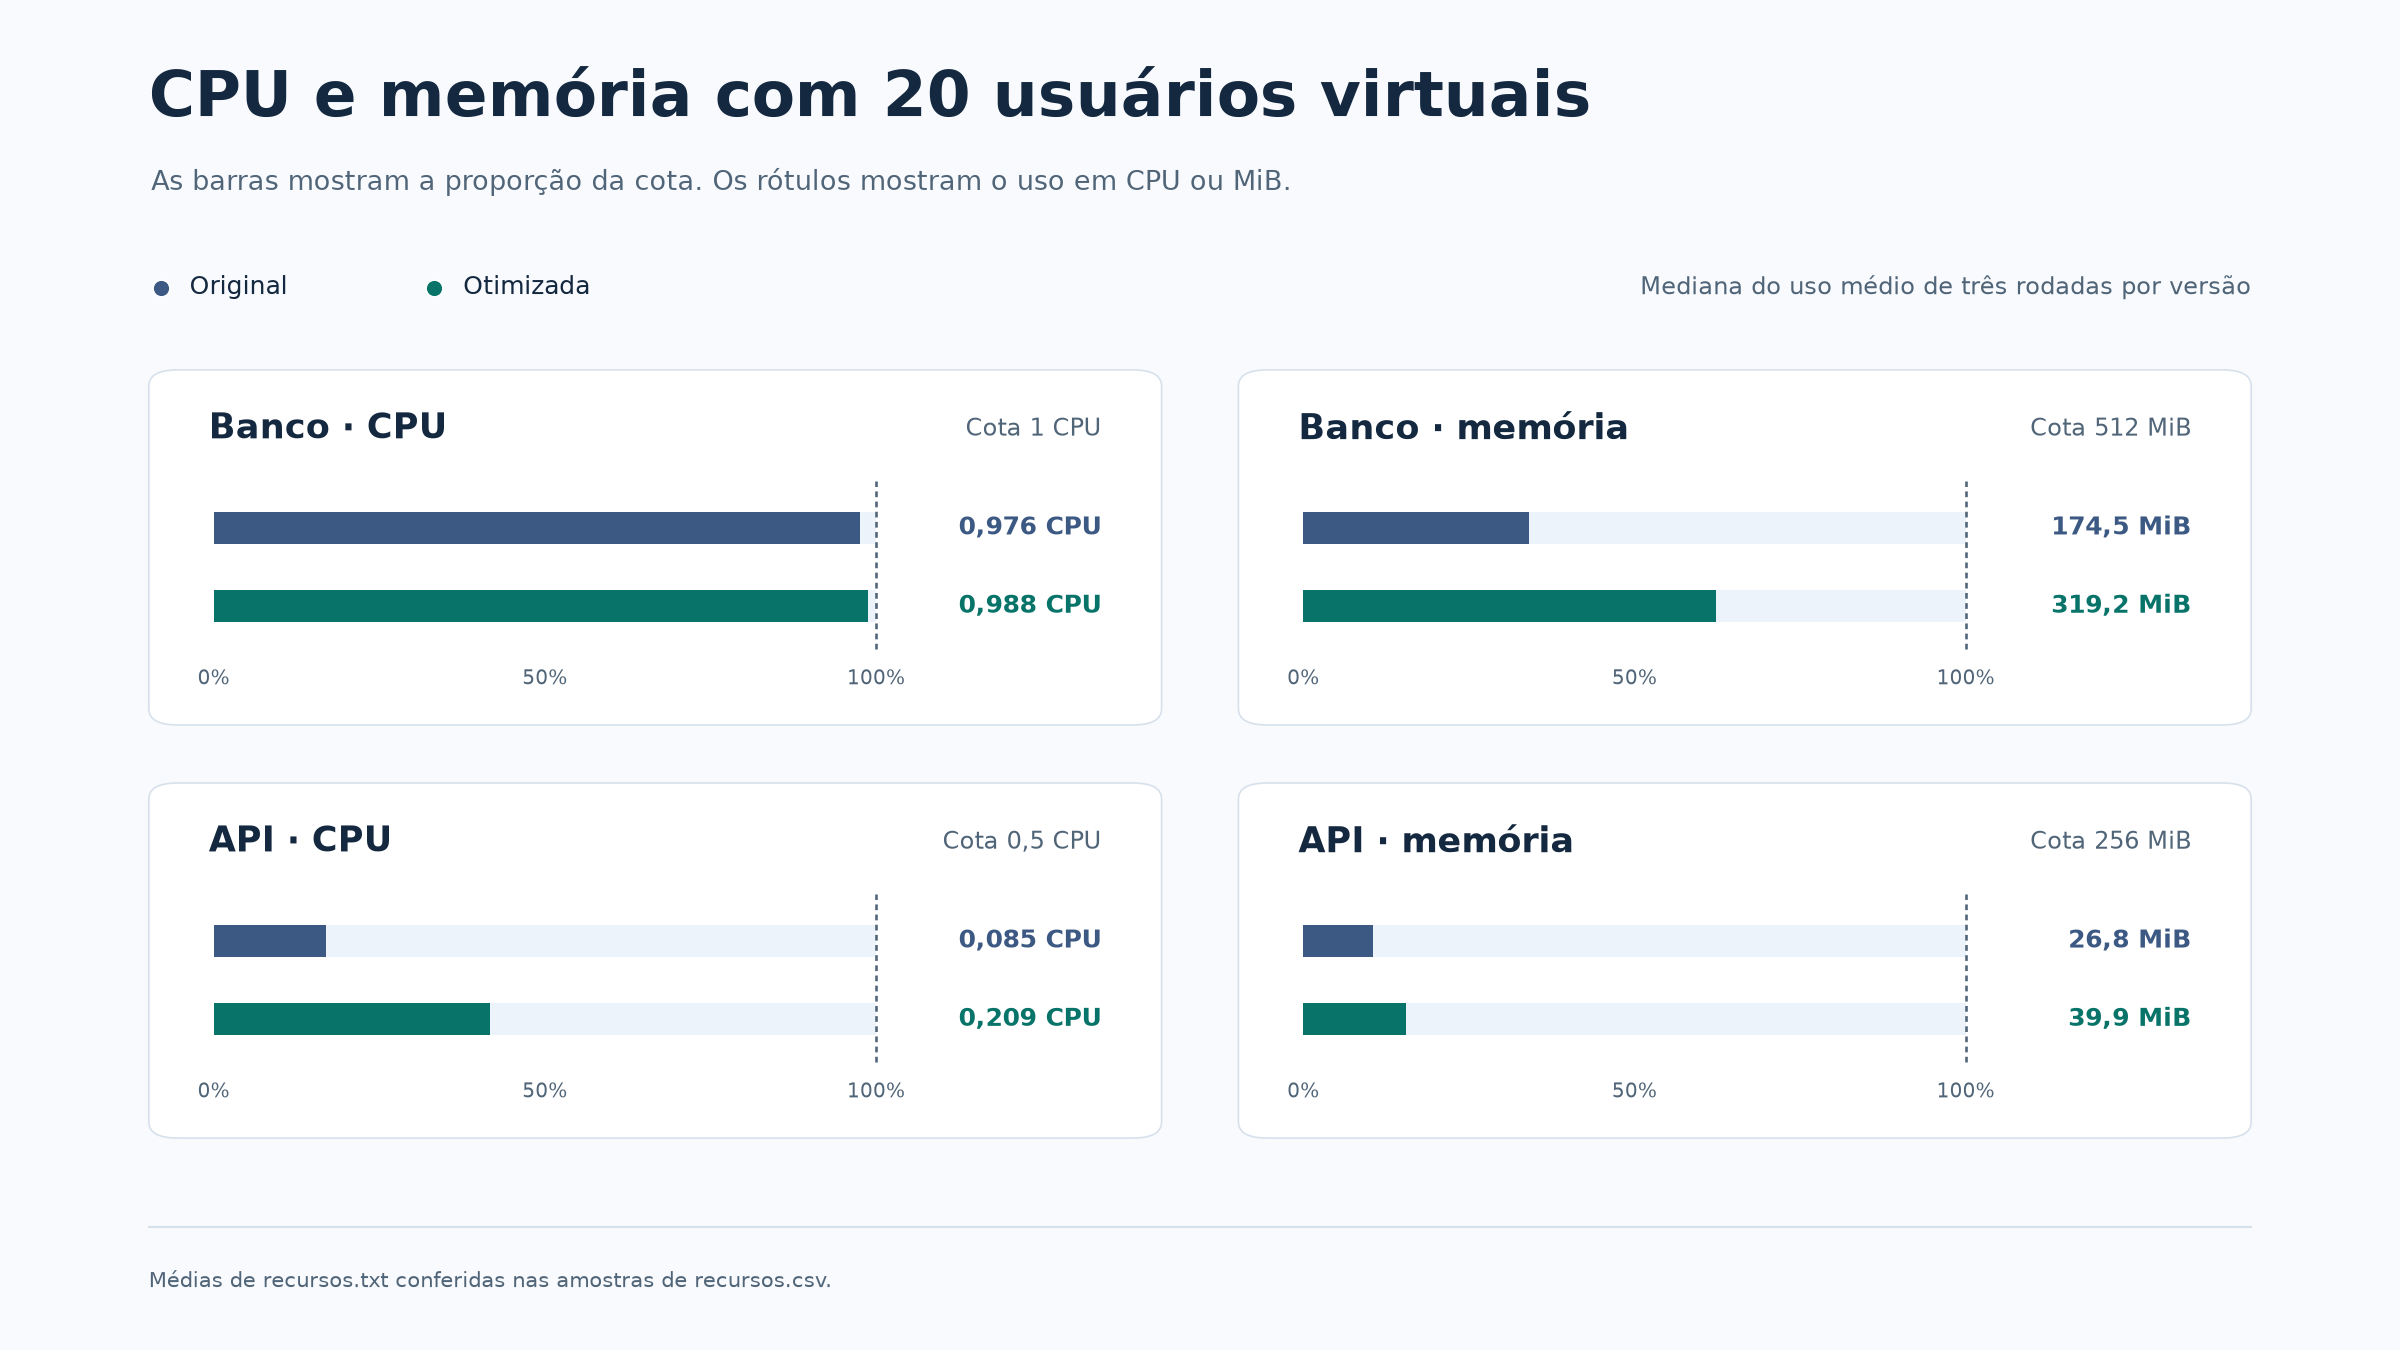 CPU e memória com 20 usuários virtuais
As barras mostram a proporção da cota. Os rótulos mostram o uso em CPU ou MiB.
Original
Otimizada
Mediana do uso médio de três rodadas por versão
Banco · CPU
Cota 1 CPU
0,976 CPU
0,988 CPU
0%
50%
100%
Banco · memória
Cota 512 MiB
174,5 MiB
319,2 MiB
0%
50%
100%
API · CPU
Cota 0,5 CPU
0,085 CPU
0,209 CPU
0%
50%
100%
API · memória
Cota 256 MiB
26,8 MiB
39,9 MiB
0%
50%
100%
Médias de recursos.txt conferidas nas amostras de recursos.csv.